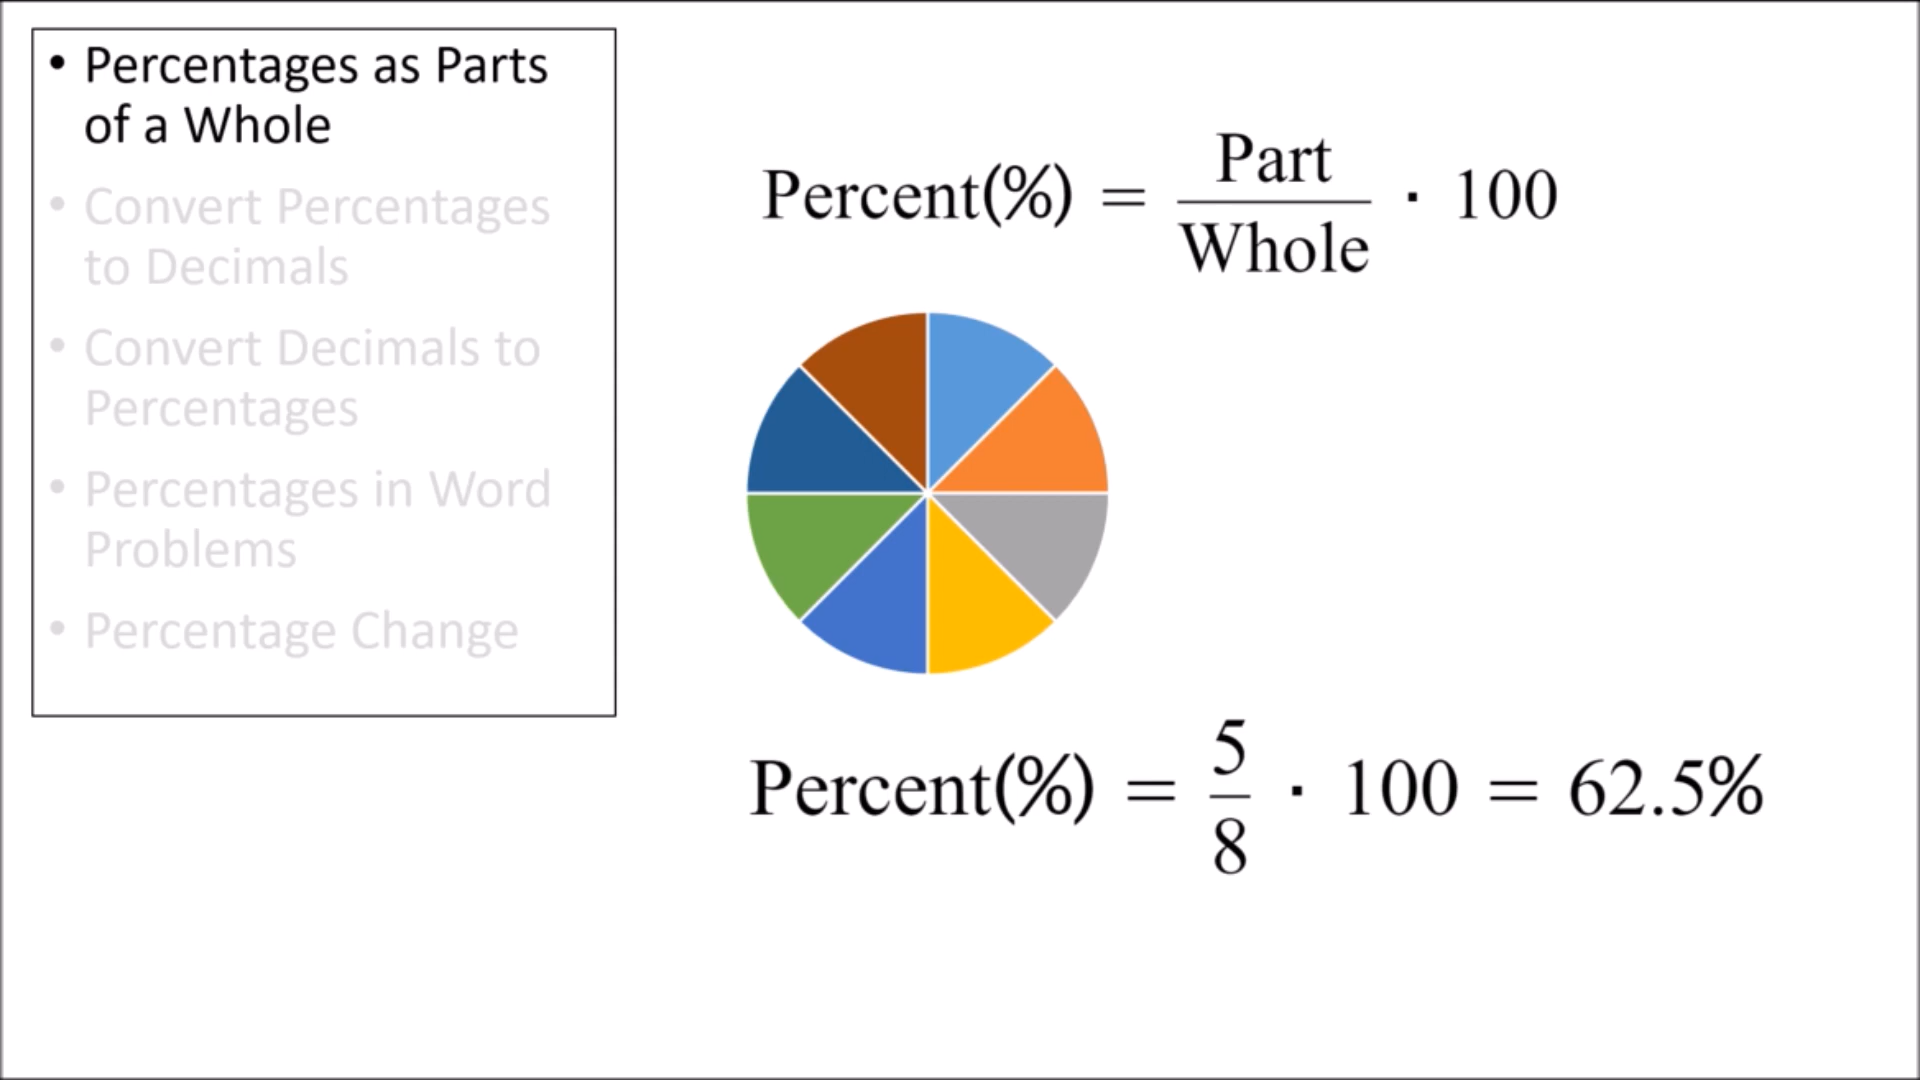 • Percentages as Parts
of a Whole
• Convert Percentages
to Decimals
• Convert Decimals to
Percentages
• Percentages in Word
Problems
• Percentage Change
Percent(%) = Part/Whole · 100
Percent(%) = 5/8 · 100 = 62.5%